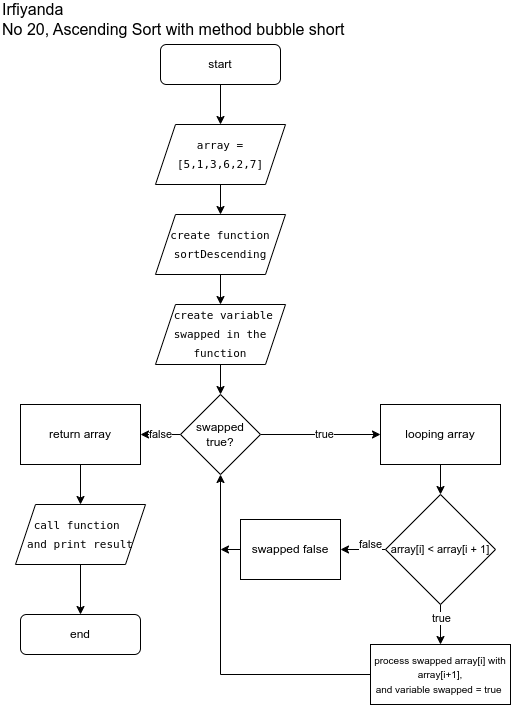 Irfiyanda
No 20, Ascending Sort with method bubble short
start
array =
[5,1,3,6,2,7]
create function
sortDescending
create variable
swapped in the
function
swapped
true?
false
true
return array
looping array
call function
and print result
swapped false
false
array[i] < array[i + 1]
true
end
process swapped array[i] with
array[i+1],
and variable swapped = true